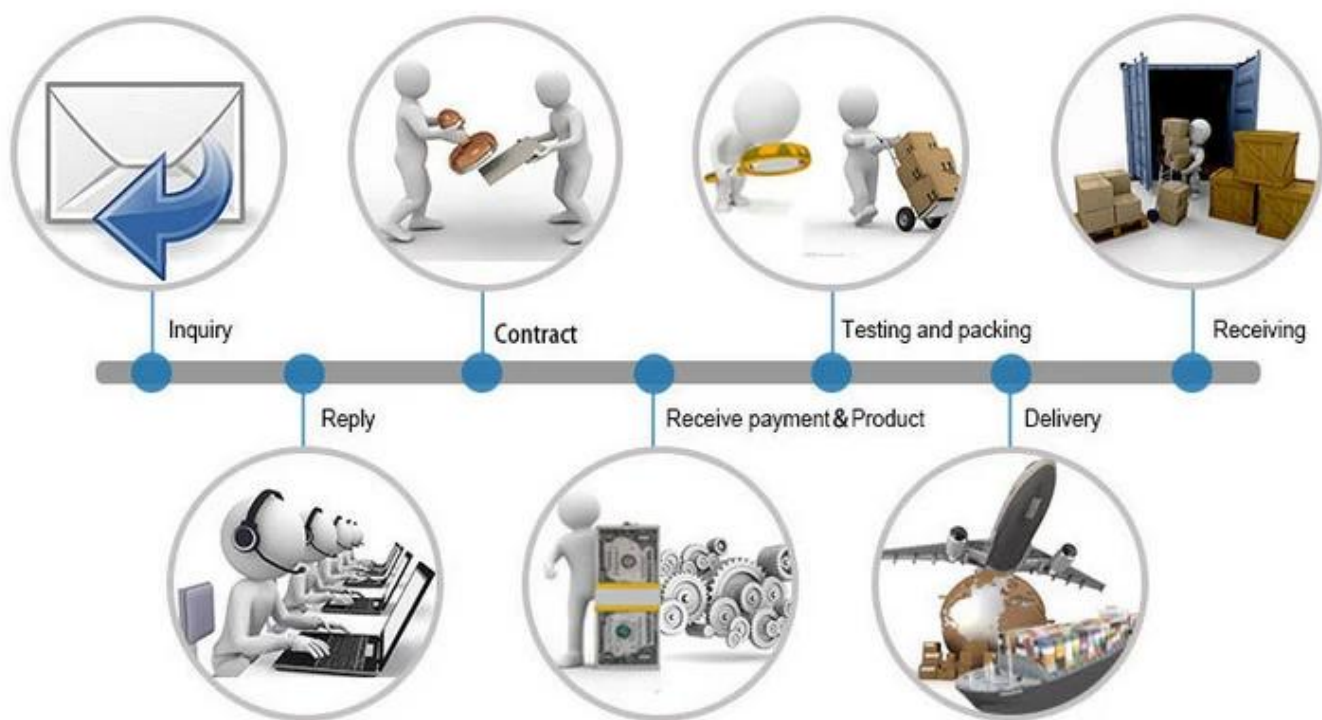 Inquiry
Reply
Contract
Receive payment & Product
Testing and packing
Delivery
Receiving